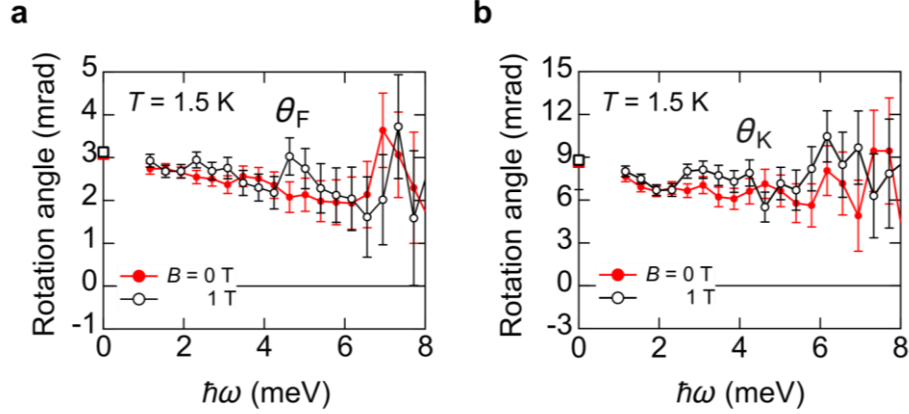 a
Rotation angle (mrad)
5
4
3
2
1
0
-1
T = 1.5 K
θF
B = 0 T
1 T
0
2
4
6
8
ℏω (meV)
b
Rotation angle (mrad)
15
12
9
6
3
0
-3
T = 1.5 K
θK
B = 0 T
1 T
0
2
4
6
8
ℏω (meV)